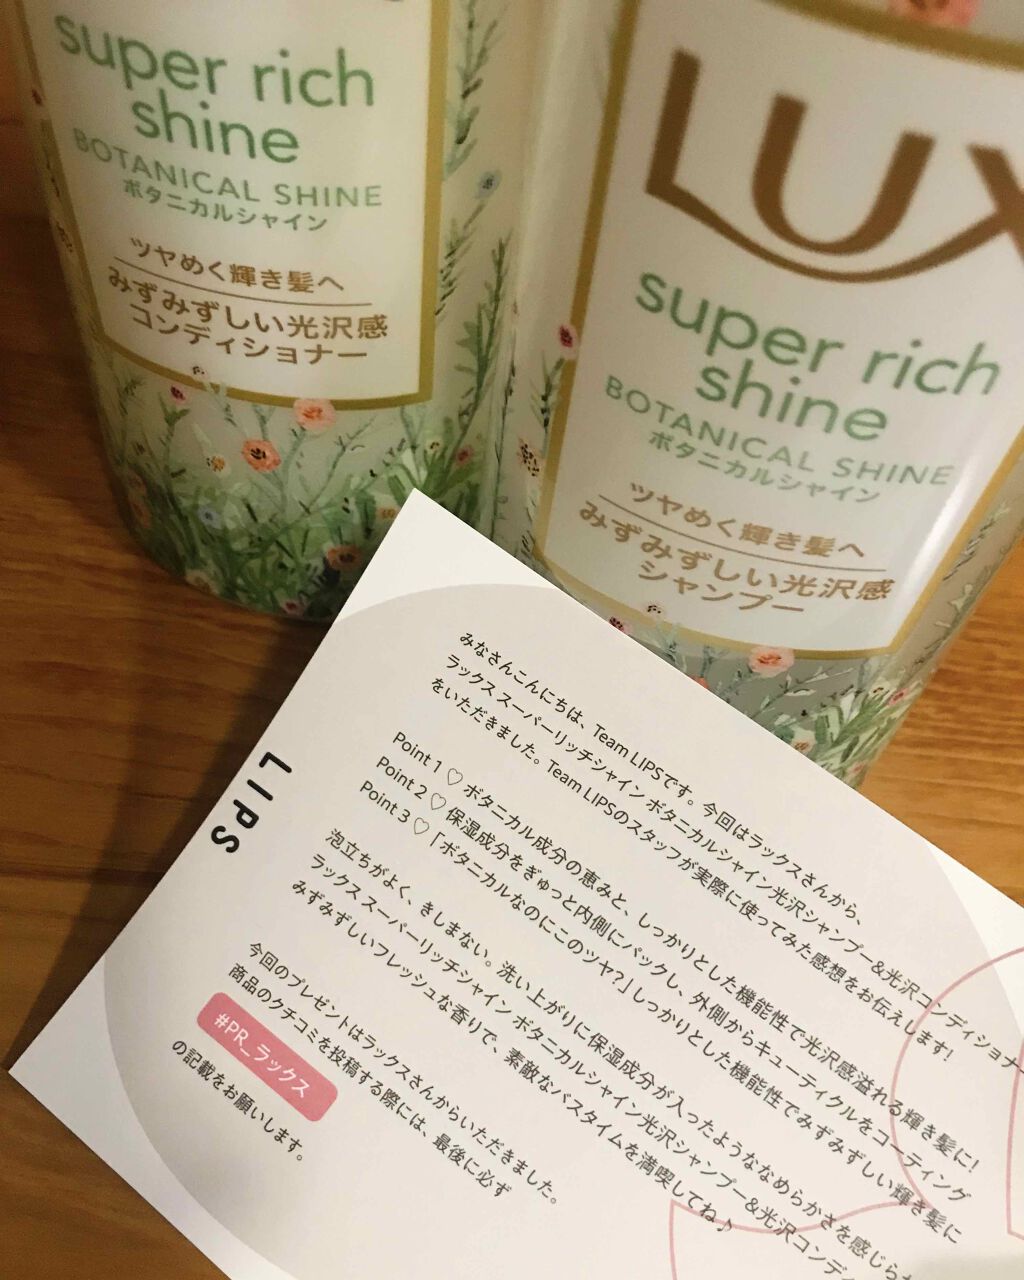 super rich
shine
BOTANICAL SHINE
ボタニカルシャイン
ツヤめく輝き髪へ
みずみずしい光沢感
コンディショナー
LUX
super rich
shine
BOTANICAL SHINE
ボタニカルシャイン
ツヤめく輝き髪へ
みずみずしい光沢感
シャンプー
LIPS
みなさんこんにちは、Team LIPSです。今回はラックスさんから、
ラックス スーパーリッチシャイン ボタニカルシャイン光沢シャンプー&光沢コンディショナー
をいただきました。Team LIPSのスタッフが実際に使ってみた感想をお伝えします!
Point 1 ♡ ボタニカル成分の恵みと、しっかりとした機能性で光沢感溢れる輝き髪に!
Point 2 ♡ 保湿成分をぎゅっと内側にパックし、外側からキューティクルをコーティング
Point 3 ♡ 「ボタニカルなのにこのツヤ?」しっかりとした機能性でみずみずしい輝き髪に
泡立ちがよく、きしまない。洗い上がりに保湿成分が入ったようななめらかさを感じら
ラックス スーパーリッチシャイン ボタニカルシャイン光沢シャンプー&光沢コンデ
みずみずしいフレッシュな香りで、素敵なバスタイムを満喫してね♪
今回のプレゼントはラックスさんからいただきました。
商品のクチコミを投稿する際には、最後に必ず
#PR_ラックス
の記載をお願いします。